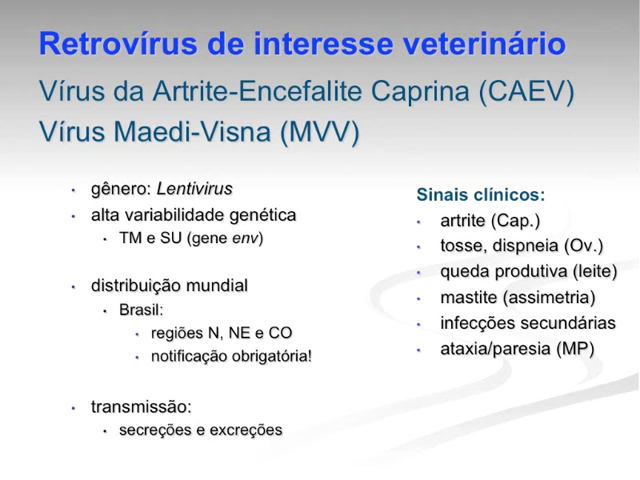 Retrovírus de interesse veterinário
Vírus da Artrite-Encefalite Caprina (CAEV)
Vírus Maedi-Visna (MVV)
• gênero: Lentivirus
• alta variabilidade genética
• TM e SU (gene env)
• distribuição mundial
• Brasil:
• regiões N, NE e CO
• notificação obrigatória!
• transmissão:
• secreções e excreções
Sinais clínicos:
• artrite (Cap.)
• tosse, dispneia (Ov.)
• queda produtiva (leite)
• mastite (assimetria)
• infecções secundárias
• ataxia/paresia (MP)